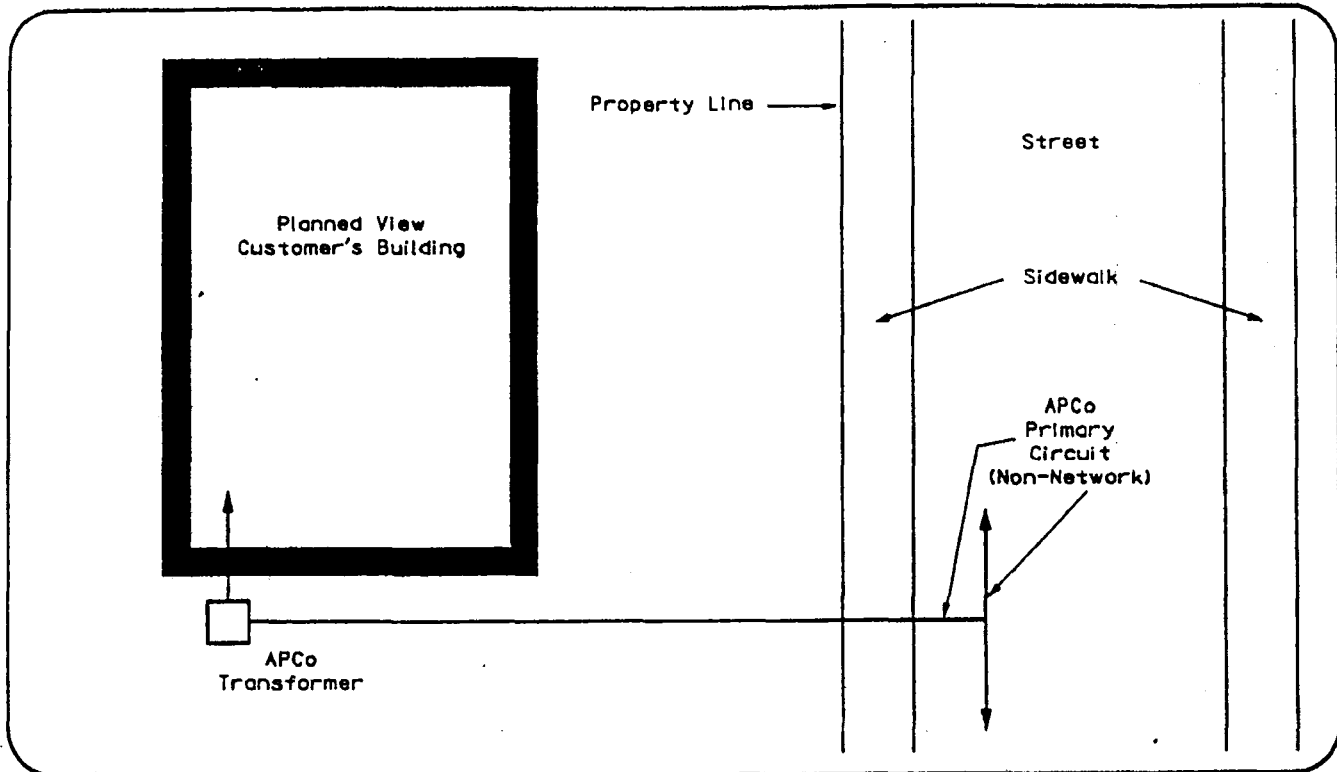 Property Line
Street
Planned View
Customer's Building
Sidewalk
APCo
Primary
Circuit
(Non-Network)
APCo
Transformer